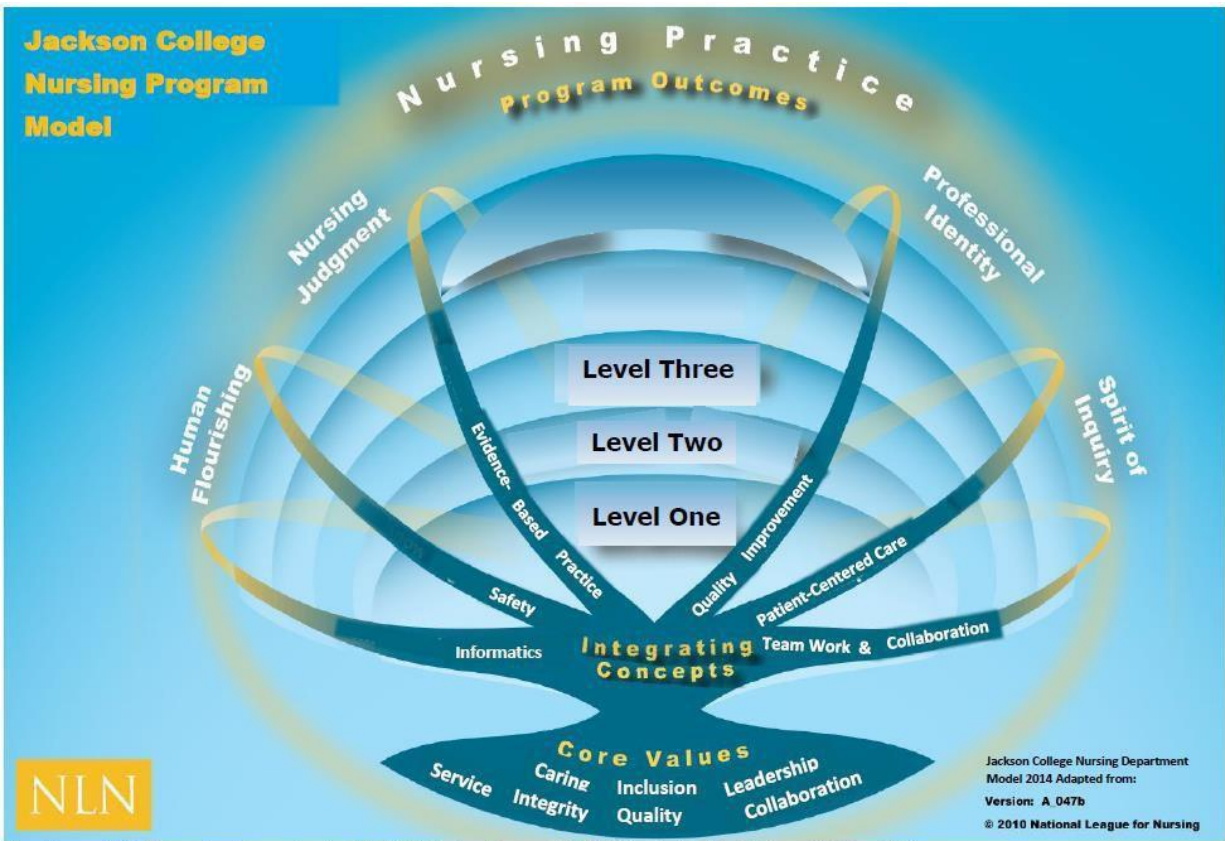 Jackson College
Nursing Program
Model
Nursing Practice
Program Outcomes
Nursing
Judgment
Professional
Identity
Human
Flourishing
Spirit of
Inquiry
Level Three
Level Two
Level One
Evidence- Based Practice
Quality Improvement
Safety
Patient-Centered Care
Informatics
Integrating
Concepts
Team Work & Collaboration
Core Values
Service Caring Inclusion Leadership
Integrity Quality Collaboration
NLN
Jackson College Nursing Department
Model 2014 Adapted from:
Version: A_047b
© 2010 National League for Nursing